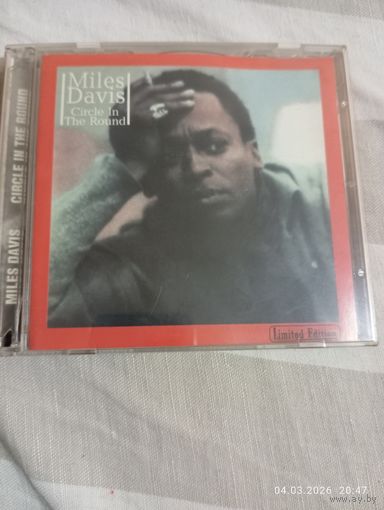 Miles
Davis
Circle In
The Round
MILES DAVIS CIRCLE IN THE ROUND
Limited Edition
04.03.2026 20:47
www.ay.by